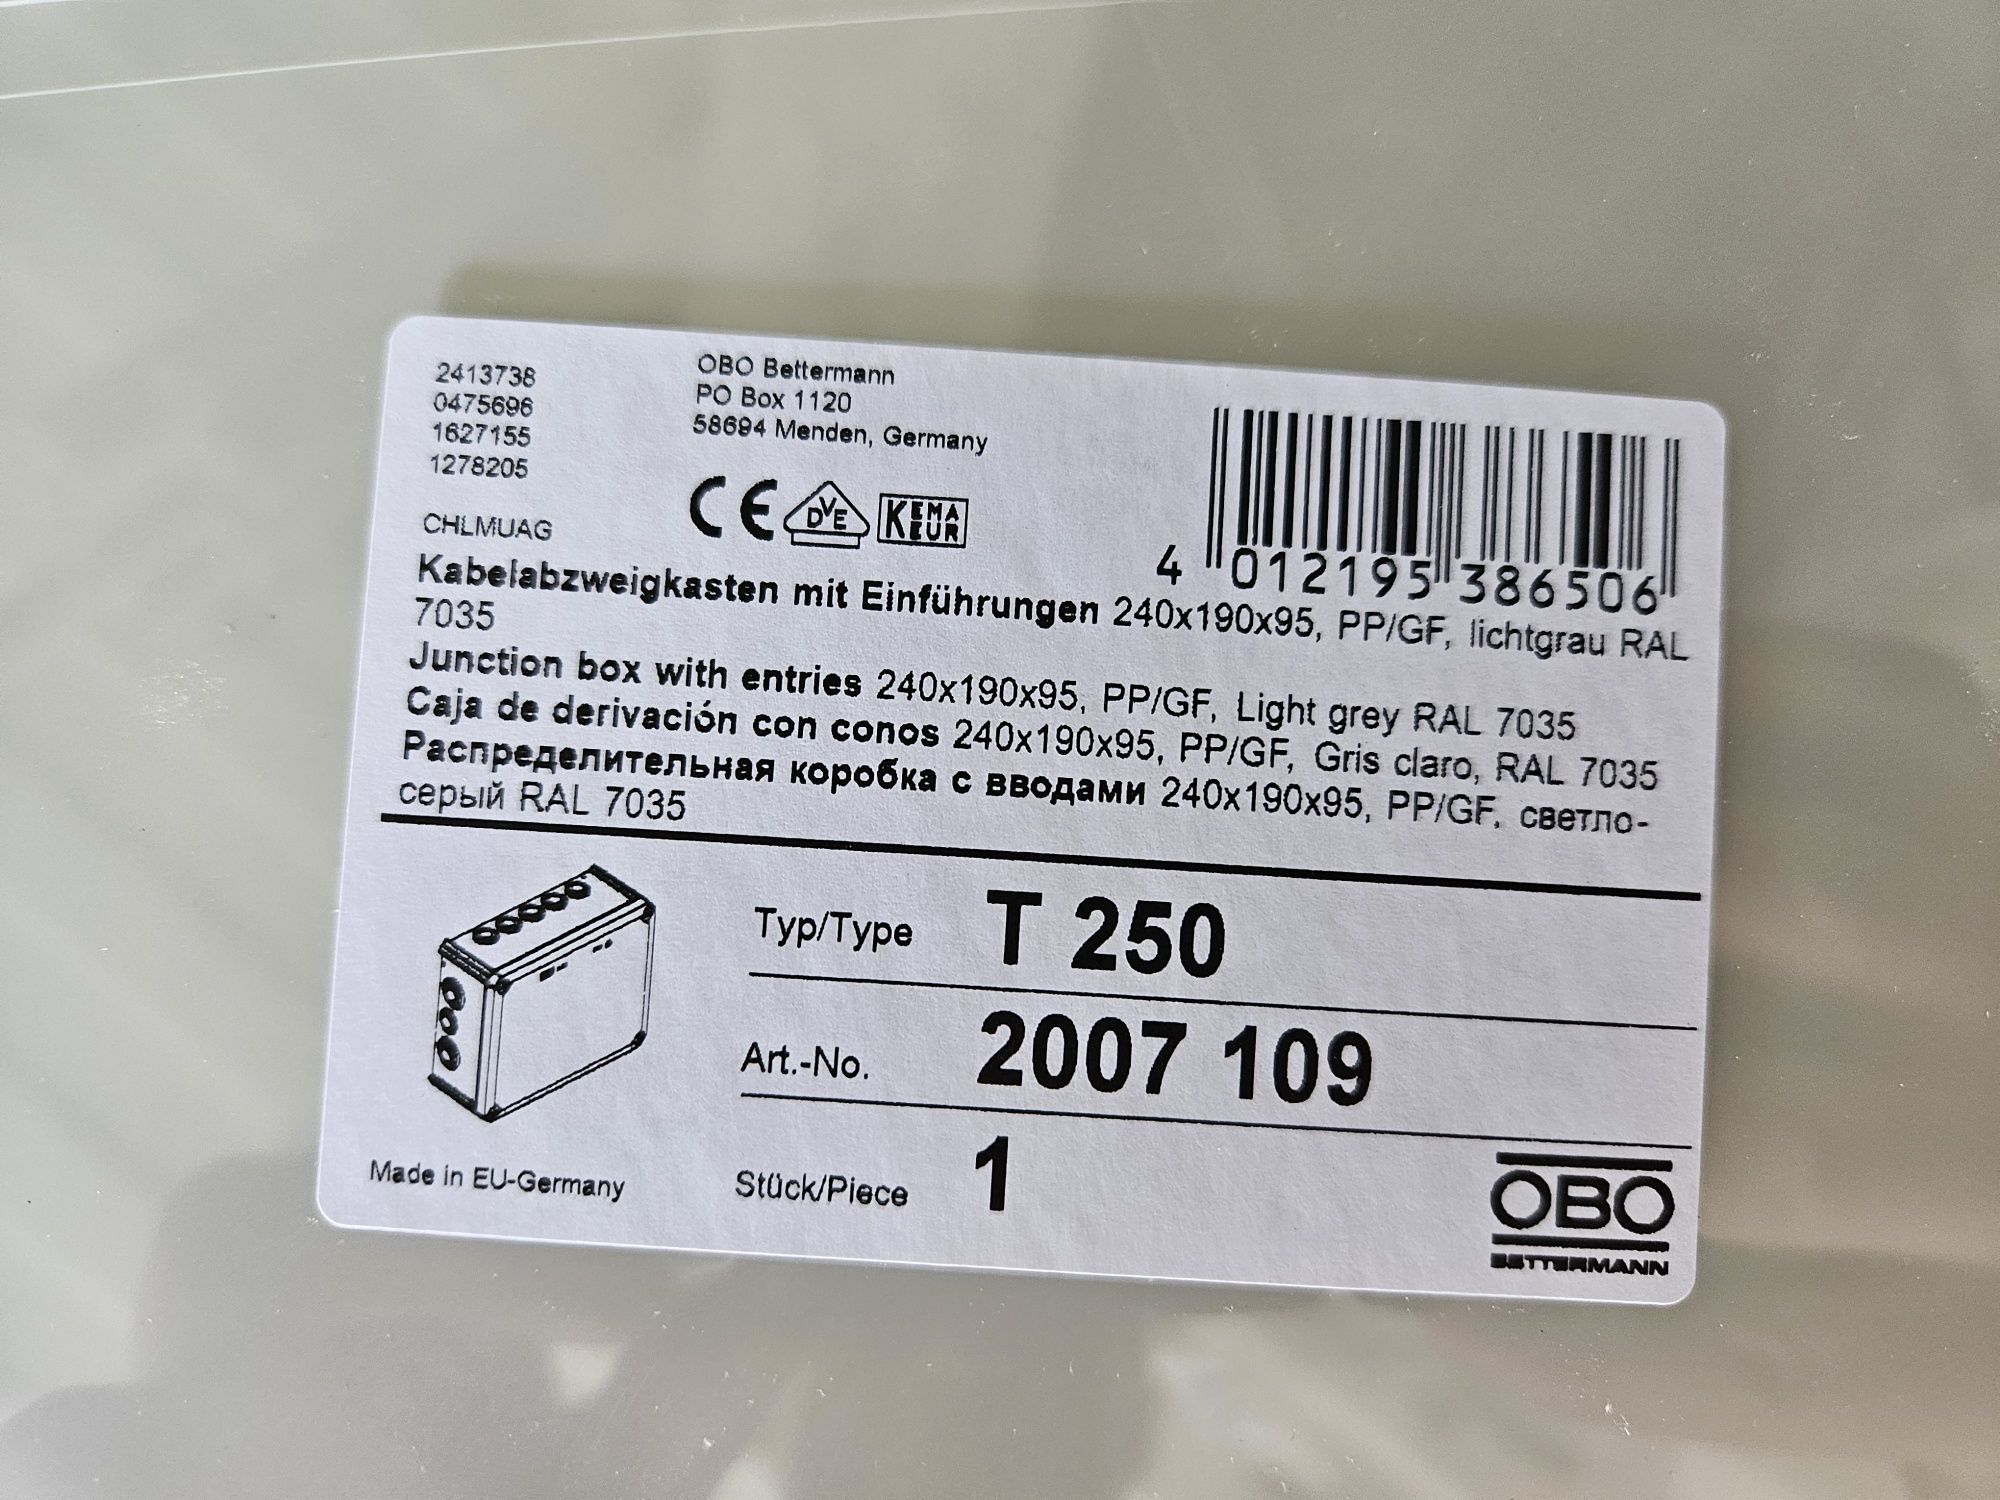 2413738
0475696
1627155
1278205
CHLMUAG
OBO Bettermann
PO Box 1120
58694 Menden, Germany
CE
DVE
KEMA
KEUR
4 012195 386506
Kabelabzweigkasten mit Einführungen 240x190x95, PP/GF, lichtgrau RAL
7035
Junction box with entries 240x190x95, PP/GF, Light grey RAL 7035
Caja de derivación con conos 240x190x95, PP/GF, Gris claro, RAL 7035
Распределительная коробка с вводами 240x190x95, PP/GF, светло-
серый RAL 7035
Typ/Type T 250
Art.-No. 2007 109
Stück/Piece 1
Made in EU-Germany
OBO
BETTERMANN